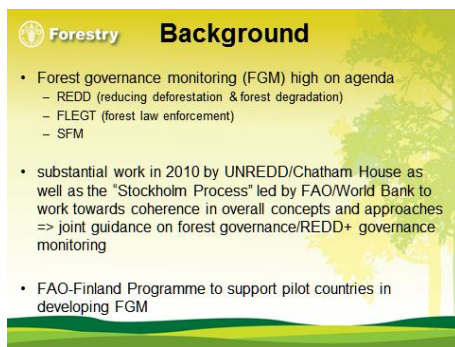 Forestry
Background
• Forest governance monitoring (FGM) high on agenda
– REDD (reducing deforestation & forest degradation)
– FLEGT (forest law enforcement)
– SFM
• substantial work in 2010 by UNREDD/Chatham House as
well as the "Stockholm Process" led by FAO/World Bank to
work towards coherence in overall concepts and approaches
=> joint guidance on forest governance/REDD+ governance
monitoring
• FAO-Finland Programme to support pilot countries in
developing FGM